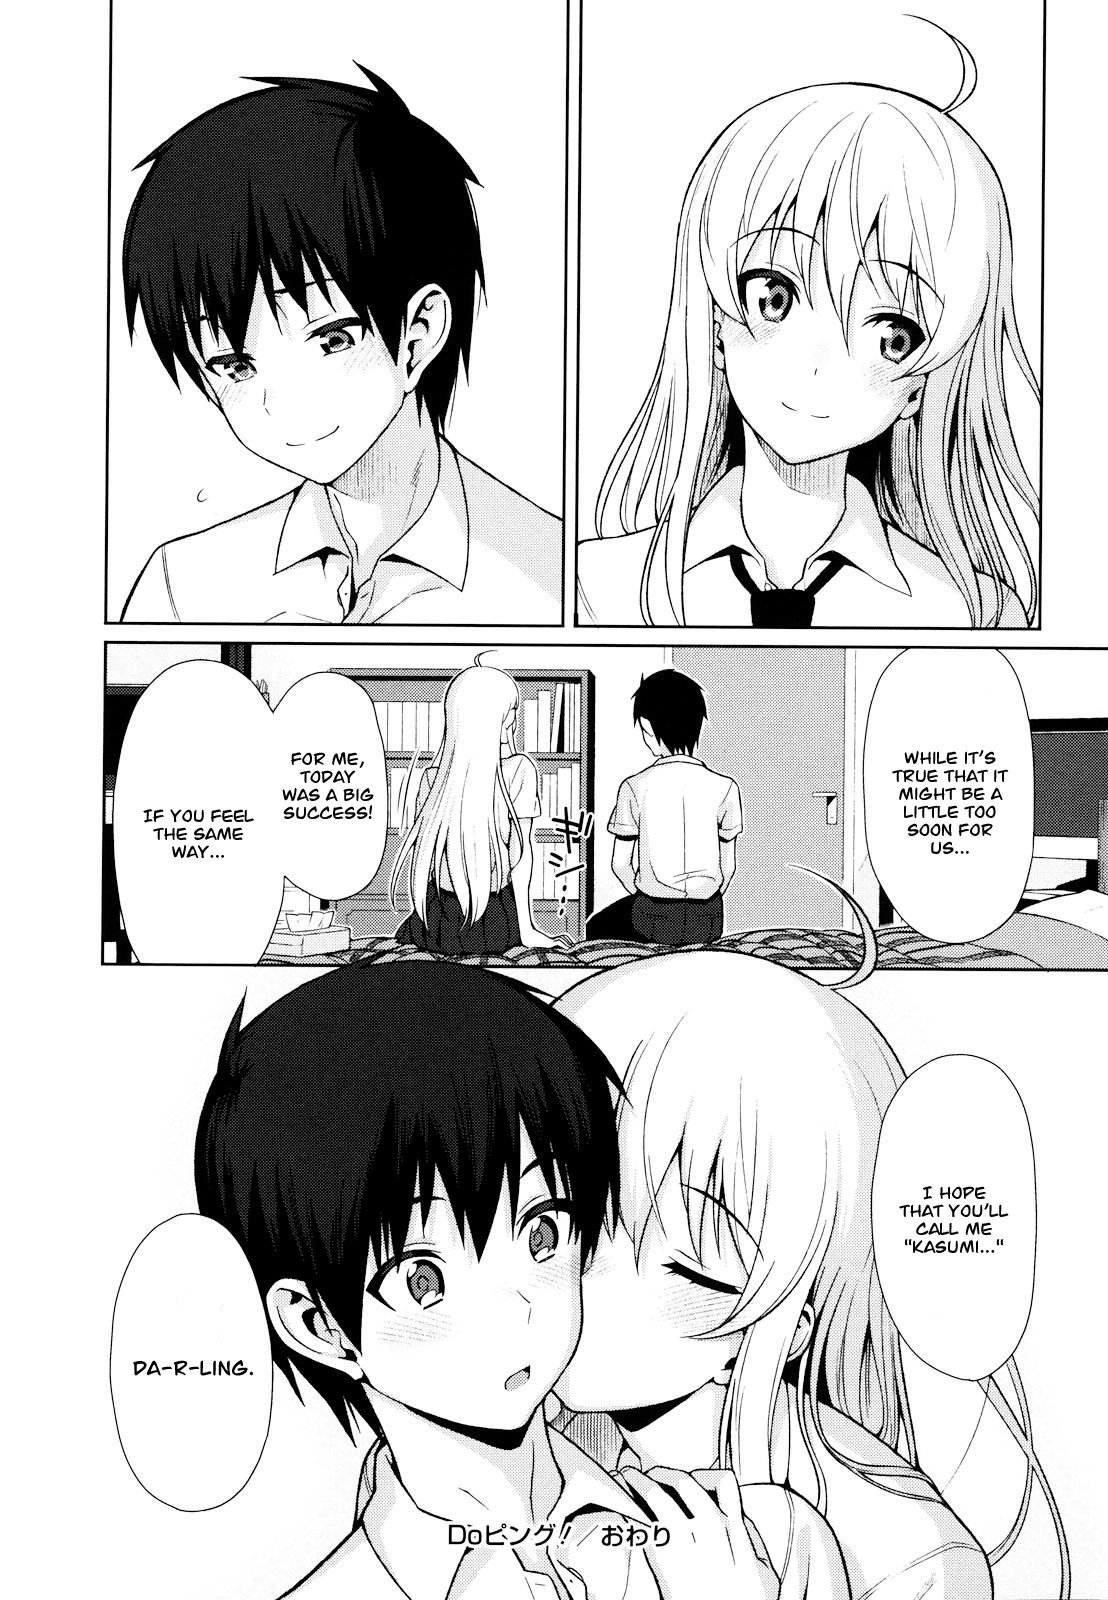 WHILE IT'S
TRUE THAT IT
MIGHT BE A
LITTLE TOO
SOON FOR
US...
FOR ME,
TODAY
WAS A BIG
SUCCESS!
IF YOU FEEL
THE SAME
WAY...
ギシ…
I HOPE
THAT YOU'LL
CALL ME
"KASUMI..."
DA-R-LING.
Doピング!/おわり